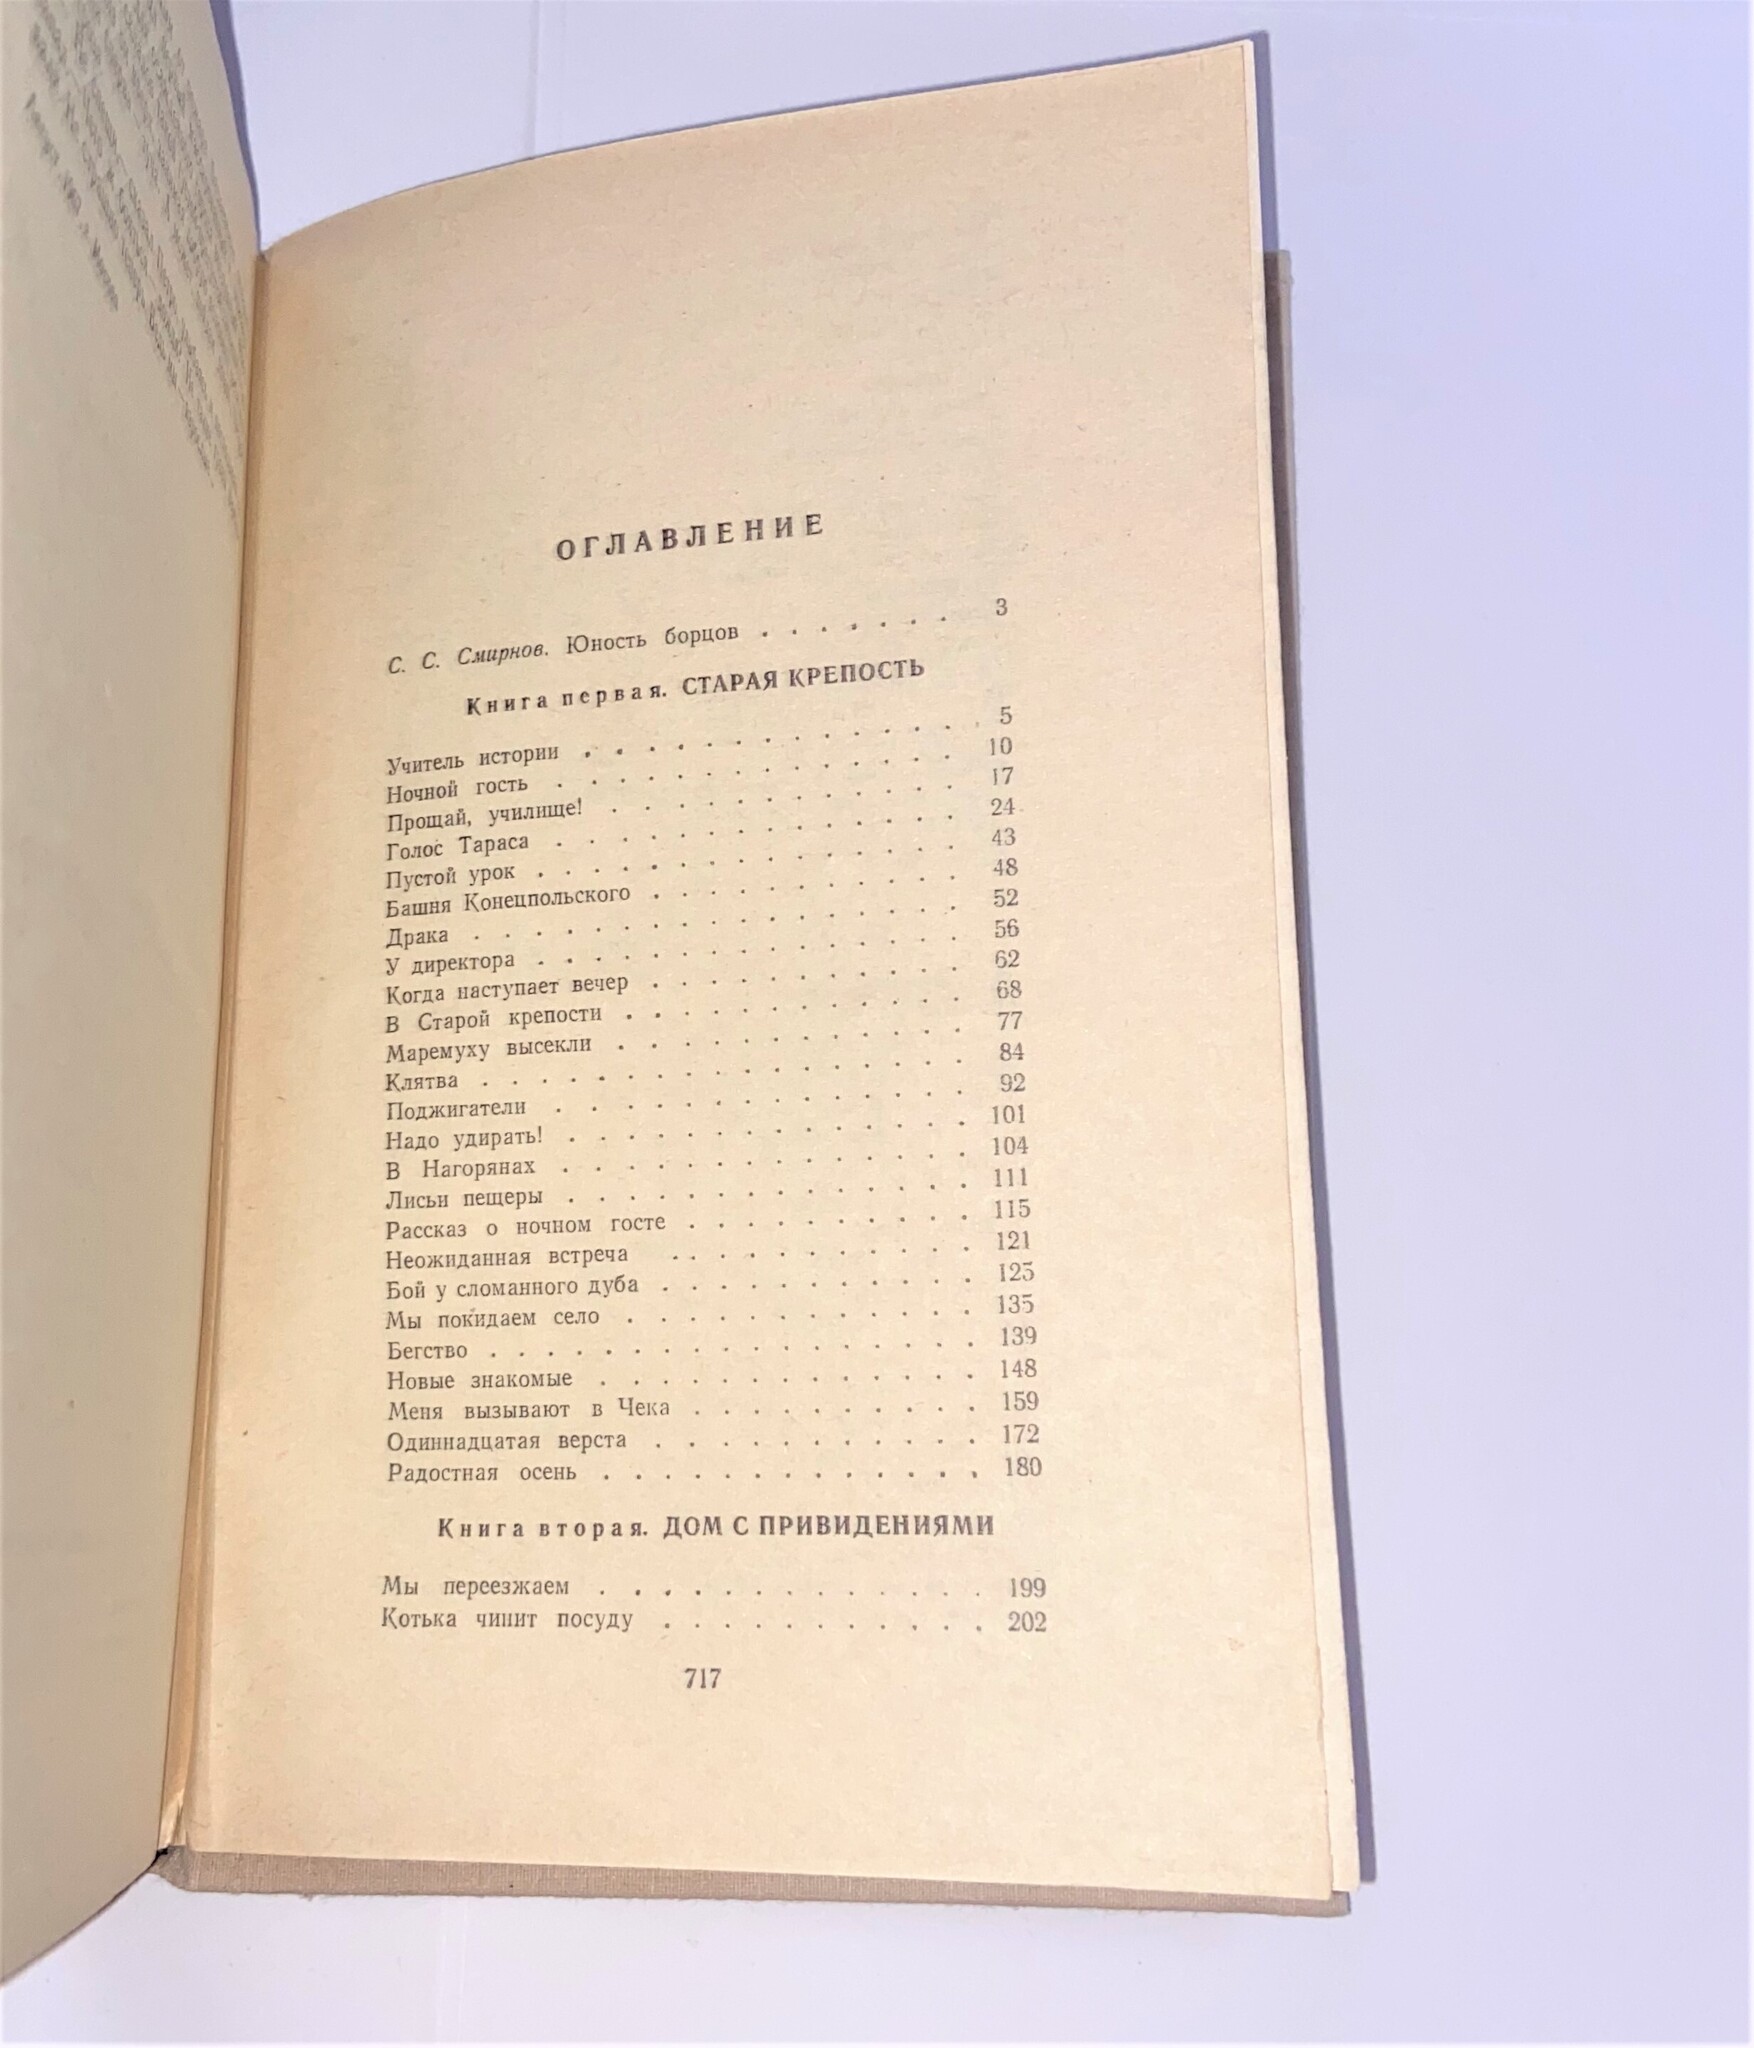 ОГЛАВЛЕНИЕ
С. С. Смирнов. Юность борцов . . . . . . . 3
Книга первая. СТАРАЯ КРЕПОСТЬ
Учитель истории . . . . . . . . . . . . 5
Ночной гость . . . . . . . . . . . . . 10
Прощай, училище! . . . . . . . . . . . 17
Голос Тараса . . . . . . . . . . . . . 24
Пустой урок . . . . . . . . . . . . . . 43
Башня Конецпольского . . . . . . . . . . 48
Драка . . . . . . . . . . . . . . . . 52
У директора . . . . . . . . . . . . . . 56
Когда наступает вечер . . . . . . . . . . 62
В Старой крепости . . . . . . . . . . . 68
Маремуху высекли . . . . . . . . . . . 77
Клятва . . . . . . . . . . . . . . . . 84
Поджигатели . . . . . . . . . . . . . 92
Надо удирать! . . . . . . . . . . . . . 101
В Нагорянах . . . . . . . . . . . . . 104
Лисьи пещеры . . . . . . . . . . . . . 111
Рассказ о ночном госте . . . . . . . . . 115
Неожиданная встреча . . . . . . . . . . 121
Бой у сломанного дуба . . . . . . . . . . 125
Мы покидаем село . . . . . . . . . . . 135
Бегство . . . . . . . . . . . . . . . 139
Новые знакомые . . . . . . . . . . . . 148
Меня вызывают в Чека . . . . . . . . . 159
Одиннадцатая верста . . . . . . . . . . 172
Радостная осень . . . . . . . . . . . . 180
Книга вторая. ДОМ С ПРИВИДЕНИЯМИ
Мы переезжаем . . . . . . . . . . . . 199
Котька чинит посуду . . . . . . . . . . 202
717